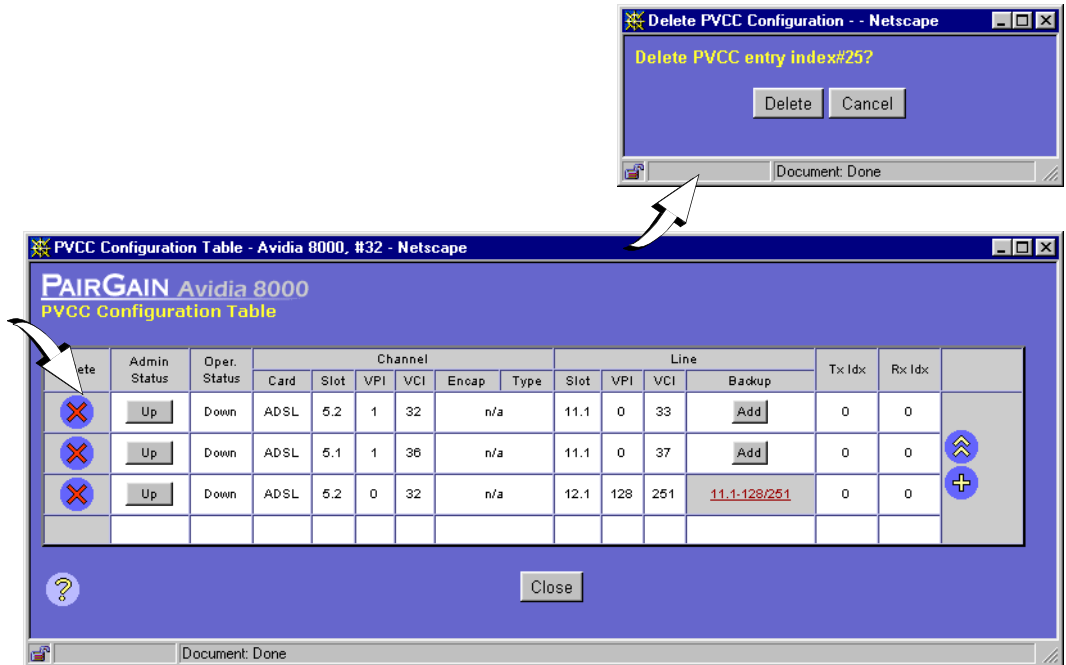 Delete PVCC Configuration - - Netscape
Delete PVCC entry index#25?
Delete Cancel
Document: Done
PVCC Configuration Table - Avidia 8000, #32 - Netscape
PAIRGAIN Avidia 8000
PVCC Configuration Table
ete Admin Status Oper. Status Channel Line Tx Idx Rx Idx
Card Slot VPI VCI Encap Type Slot VPI VCI Backup
Up Down ADSL 5.2 1 32 n/a 11.1 0 33 Add 0 0
Up Down ADSL 5.1 1 36 n/a 11.1 0 37 Add 0 0
Up Down ADSL 5.2 0 32 n/a 12.1 128 251 11.1-128/251 0 0
?
Close
Document: Done